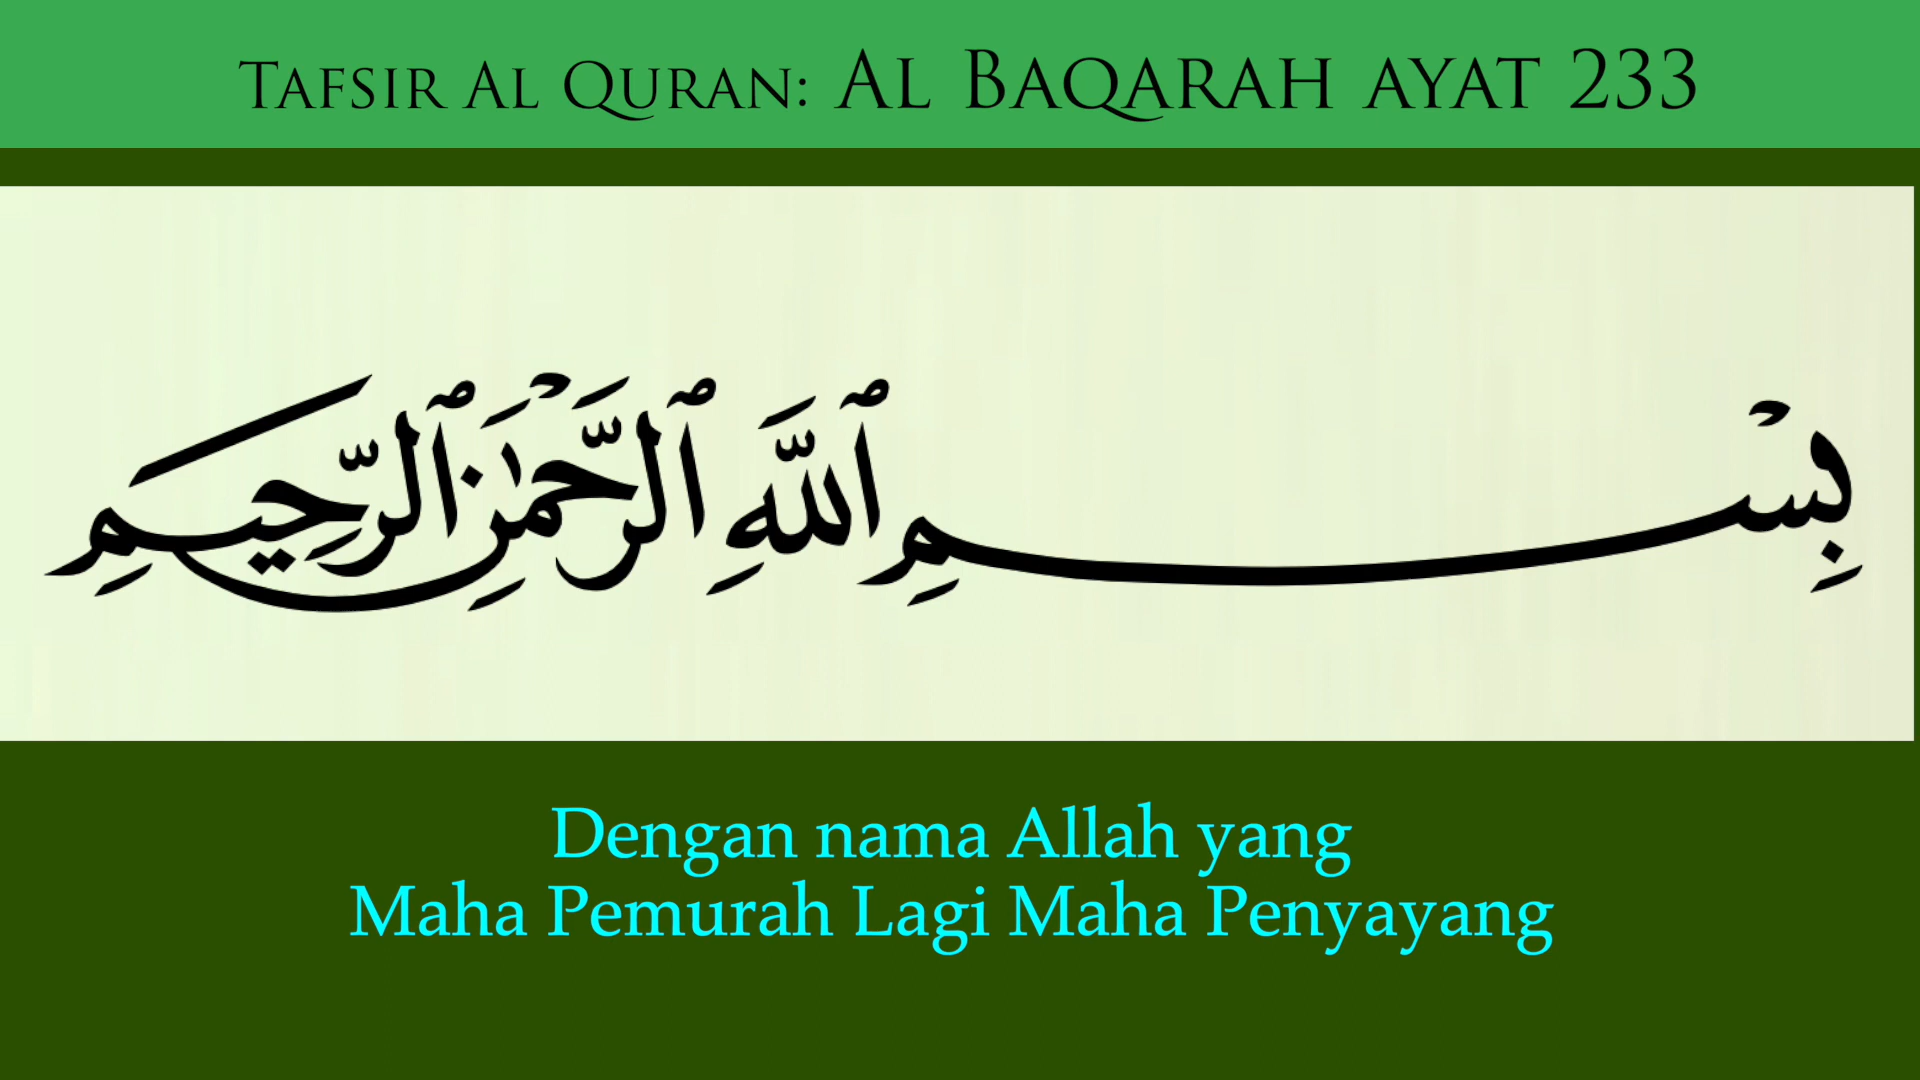 Tafsir Al Quran: Al Baqarah ayat 233
بِسْمِ ٱللَّهِ ٱلرَّحْمَٰنِ ٱلرَّحِيمِ
Dengan nama Allah yang
Maha Pemurah Lagi Maha Penyayang